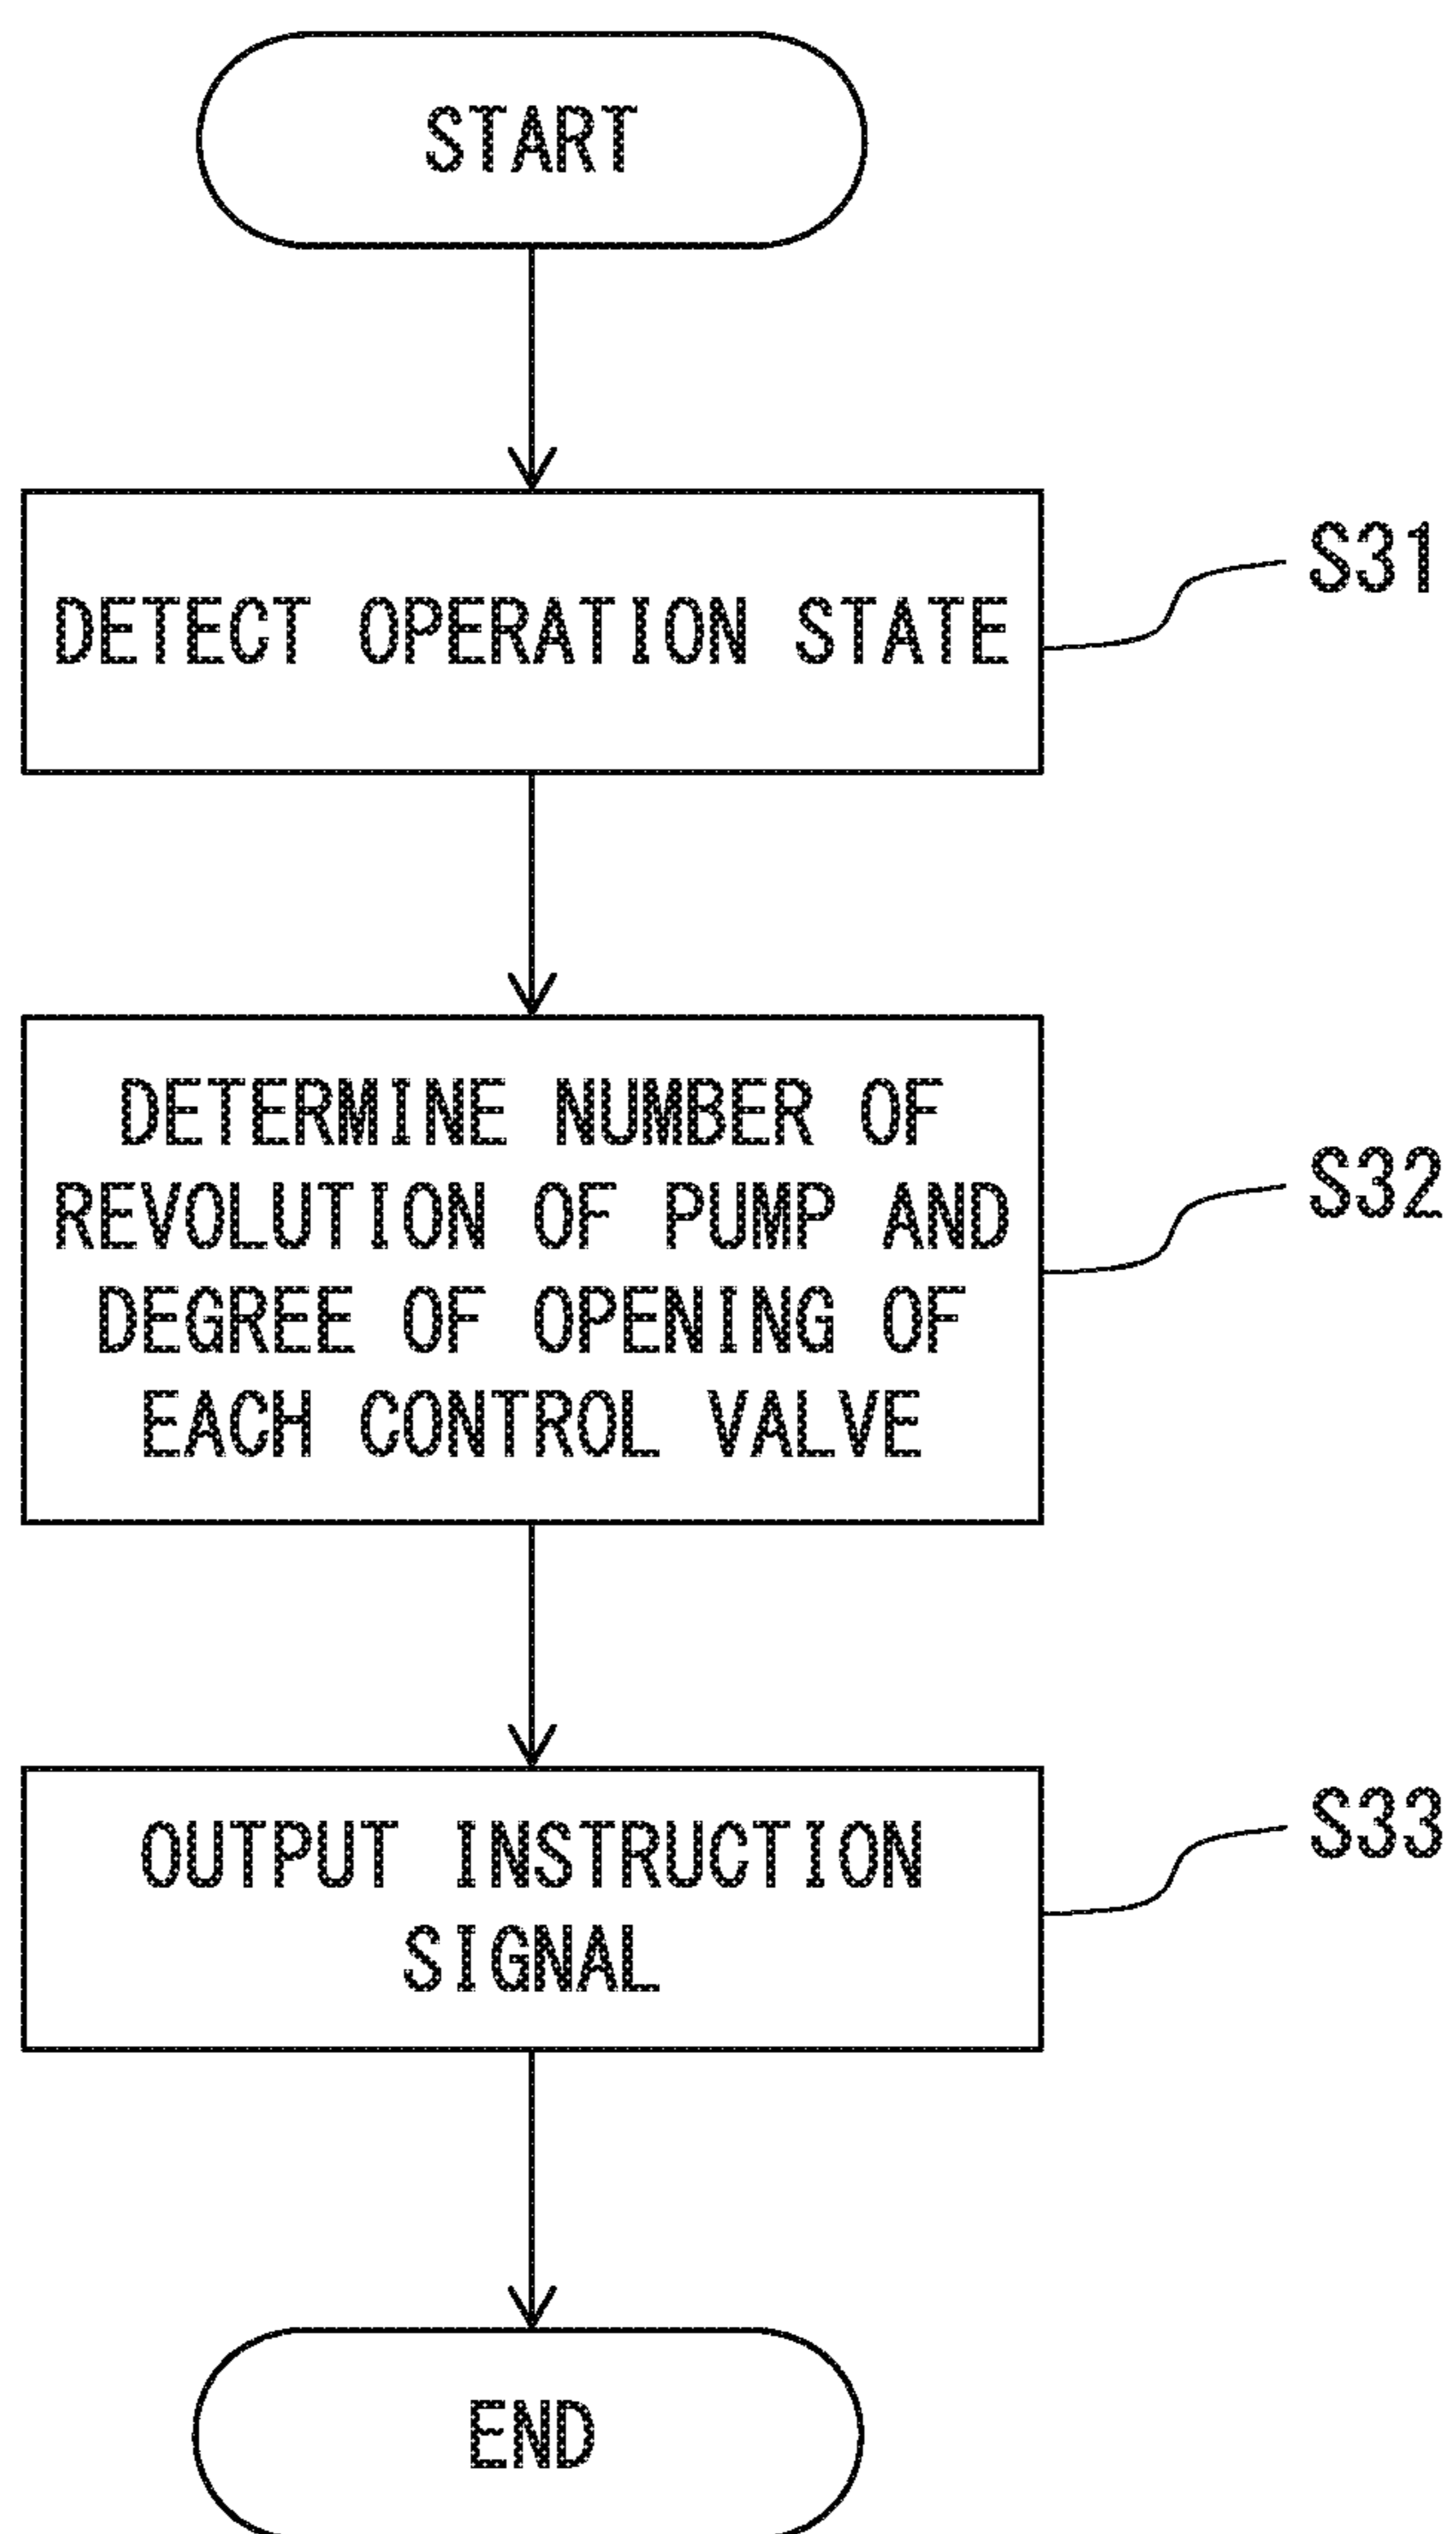 START
DETECT OPERATION STATE
S31
DETERMINE NUMBER OF
REVOLUTION OF PUMP AND
DEGREE OF OPENING OF
EACH CONTROL VALVE
S32
OUTPUT INSTRUCTION
SIGNAL
S33
END